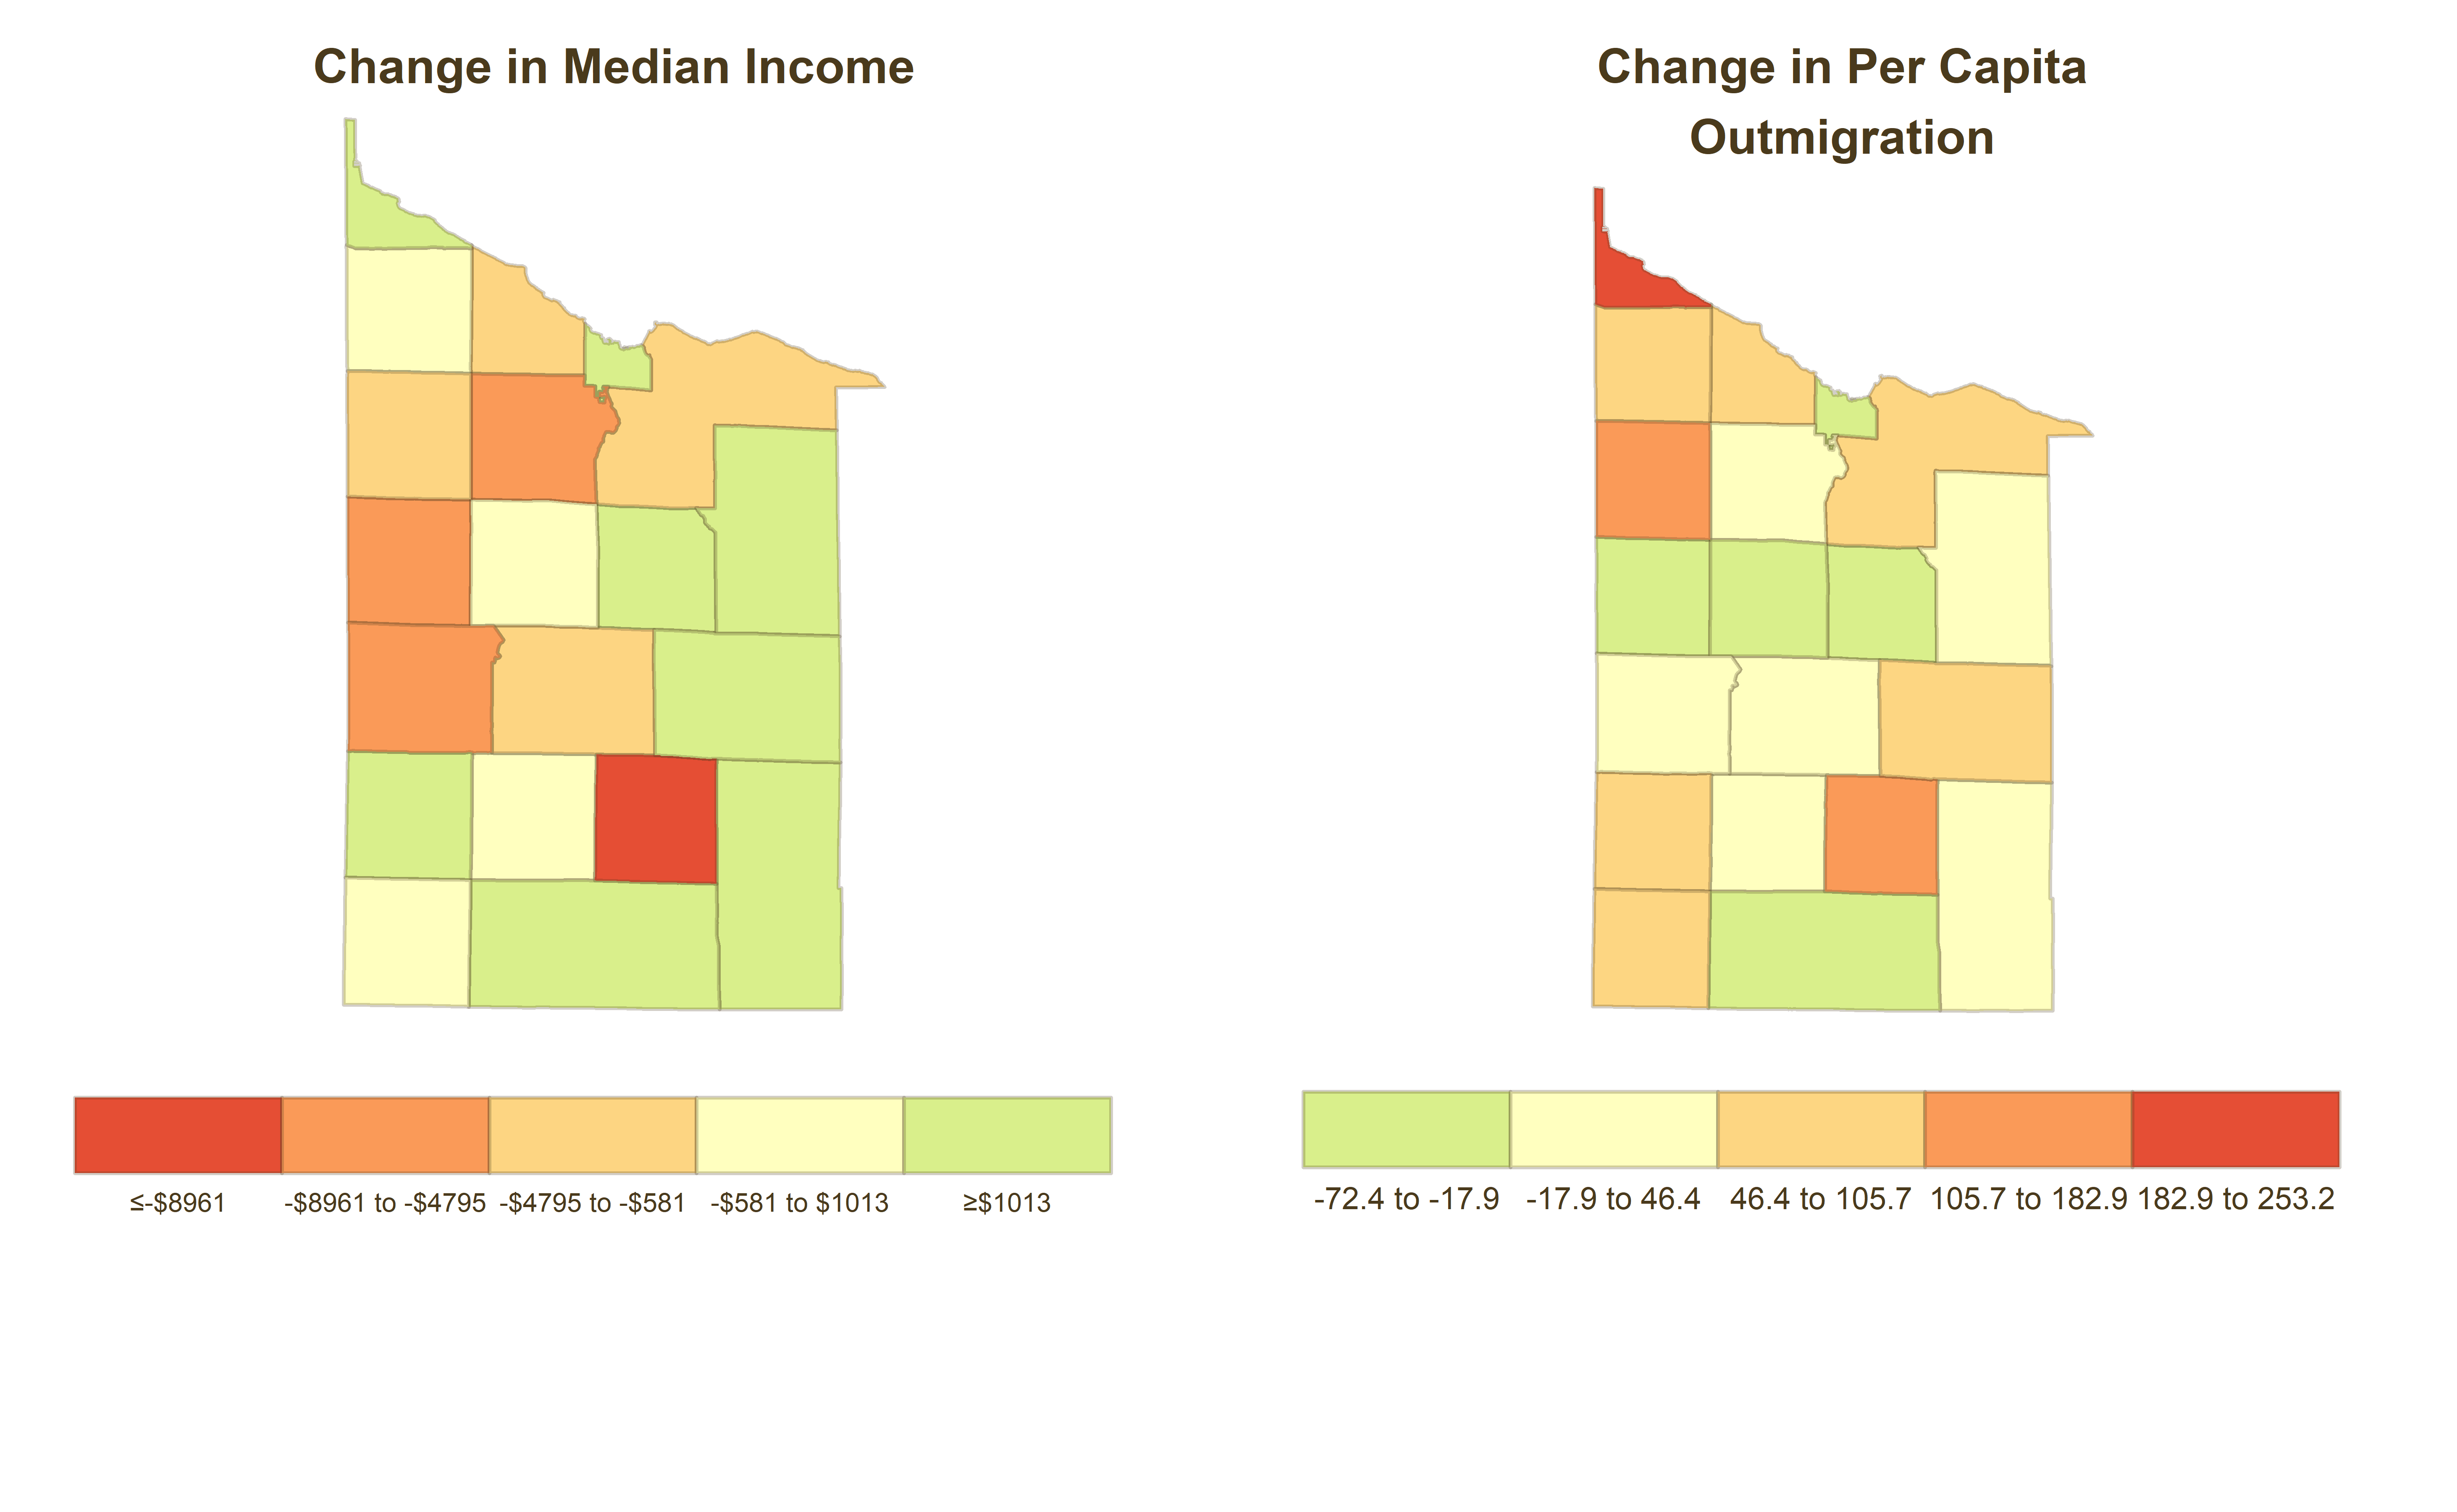 Change in Median Income
Change in Per Capita
Outmigration
≤-$8961
-$8961 to -$4795
-$4795 to -$581
-$581 to $1013
≥$1013
-72.4 to -17.9
-17.9 to 46.4
46.4 to 105.7
105.7 to 182.9
182.9 to 253.2